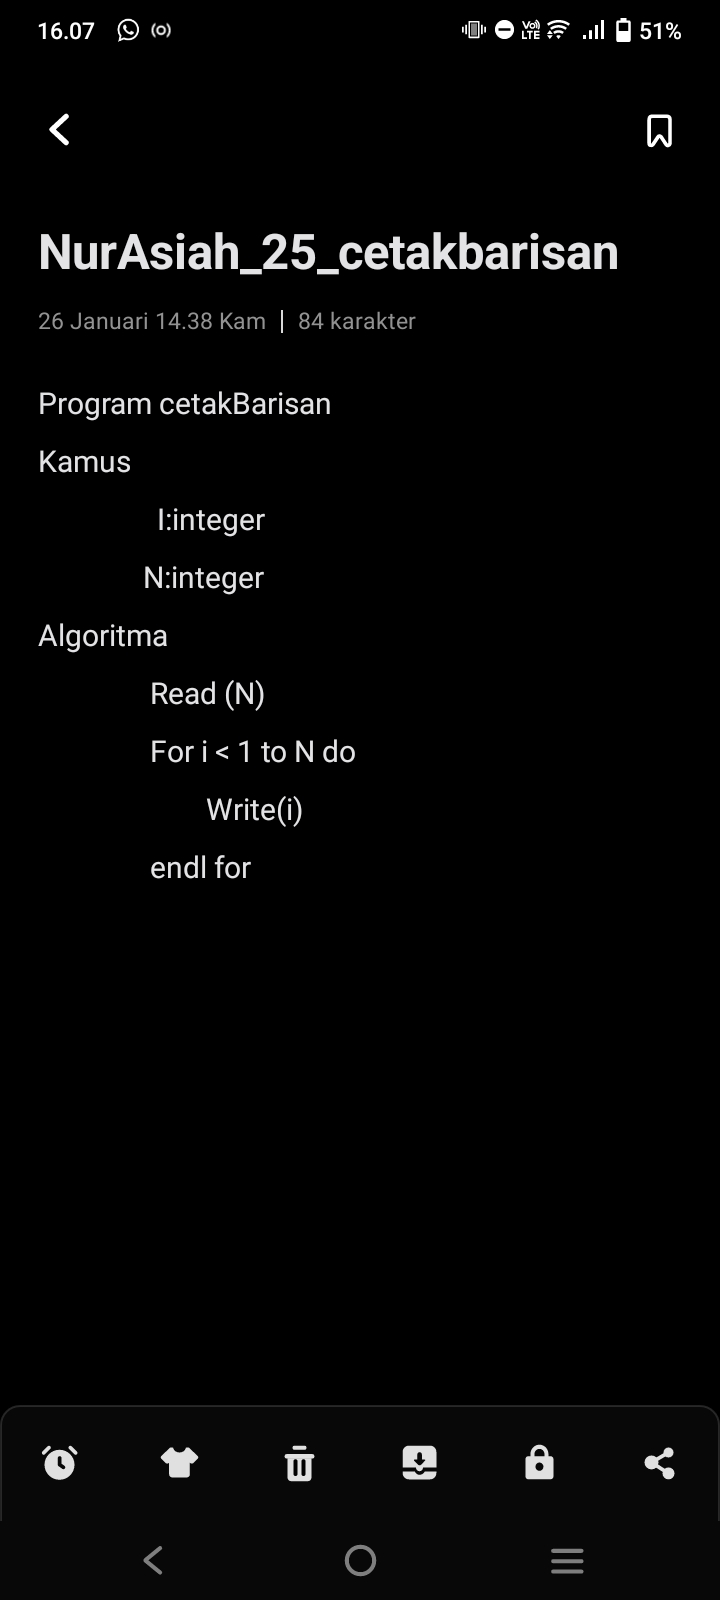 16.07 VoLTE 51%
NurAsiah_25_cetakbarisan
26 Januari 14.38 Kam | 84 karakter
Program cetakBarisan
Kamus
I:integer
N:integer
Algoritma
Read (N)
For i < 1 to N do
Write(i)
endl for